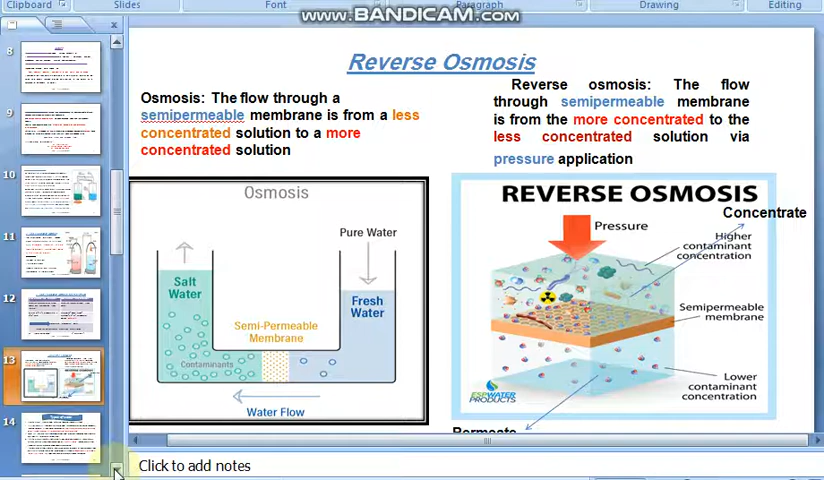 Clipboard
Slides
Font
Paragraph
Drawing
Editing
www.BANDICAM.com
8
9
10
11
12
13
14
Reverse Osmosis
Osmosis: The flow through a
semipermeable membrane is from a less
concentrated solution to a more
concentrated solution
Reverse osmosis: The flow
through semipermeable membrane
is from the more concentrated to the
less concentrated solution via
pressure application
Osmosis
Pure Water
Salt
Water
Fresh
Water
Semi-Permeable
Membrane
Contaminants
Water Flow
REVERSE OSMOSIS
Concentrate
Pressure
Higher
contaminant
concentration
Semipermeable
membrane
Lower
contaminant
concentration
ESPWATER
PRODUCTS
Permeate
Click to add notes